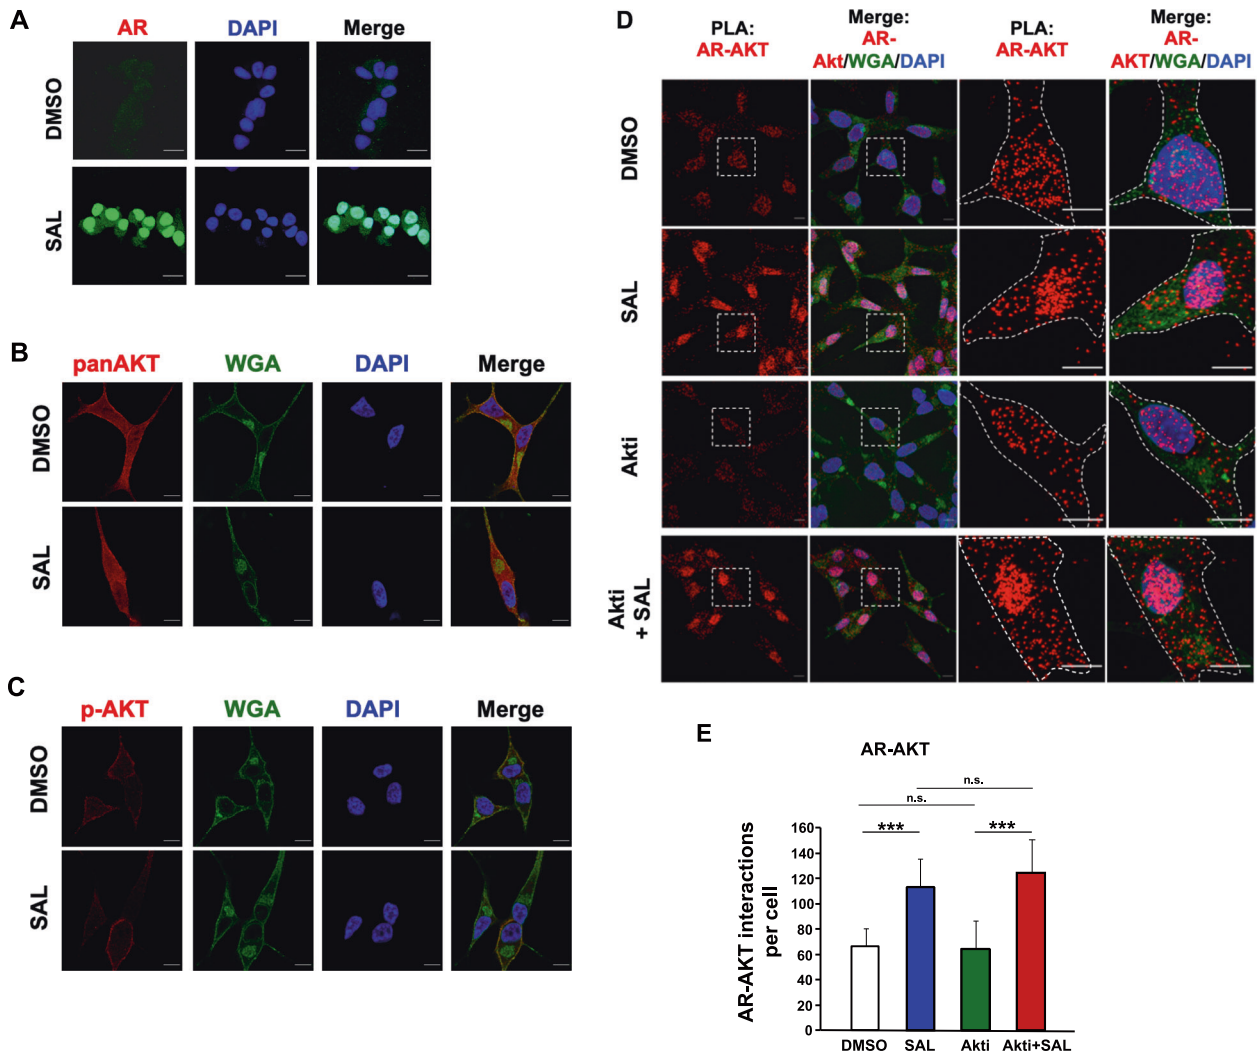 A
AR DAPI Merge
DMSO
SAL
B
panAKT WGA DAPI Merge
DMSO
SAL
C
p-AKT WGA DAPI Merge
DMSO
SAL
D
PLA:
AR-AKT
Merge:
AR-
Akt/WGA/DAPI
PLA:
AR-AKT
Merge:
AR-
AKT/WGA/DAPI
DMSO
SAL
Akti
Akti
+ SAL
E
AR-AKT
n.s.
n.s.
*** ***
AR-AKT interactions
per cell
160
140
120
100
80
60
40
20
0
DMSO SAL Akti Akti+SAL